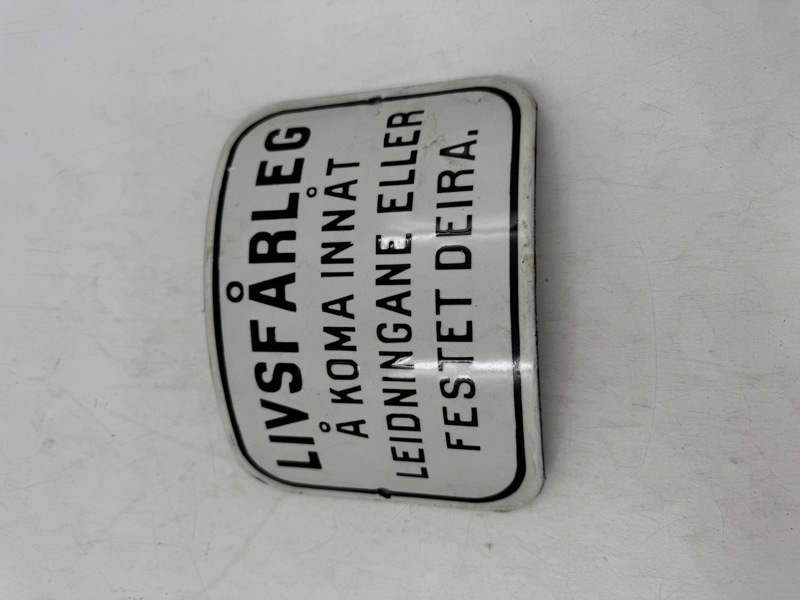 LIVSFÅRLEG
Å KOMA INNÅT
LEIDNINGANE ELLER
FESTET DEIRA.